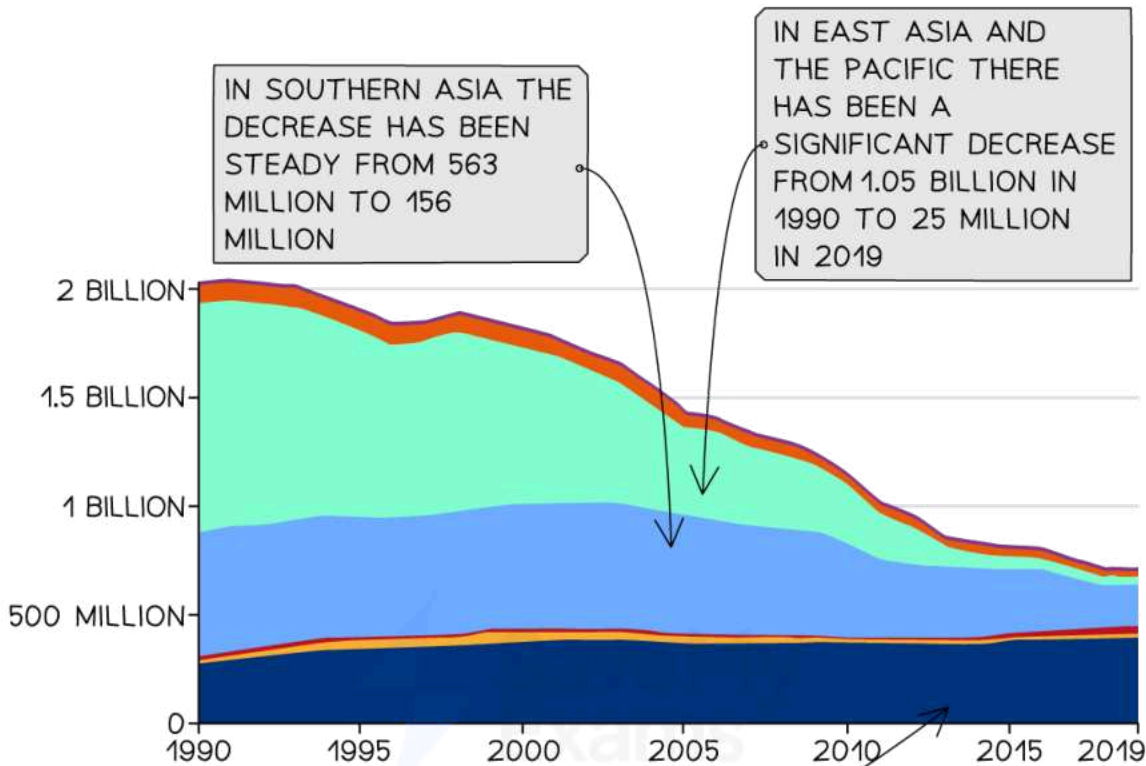 IN SOUTHERN ASIA THE
DECREASE HAS BEEN
STEADY FROM 563
MILLION TO 156
MILLION
IN EAST ASIA AND
THE PACIFIC THERE
HAS BEEN A
SIGNIFICANT DECREASE
FROM 1.05 BILLION IN
1990 TO 25 MILLION
IN 2019
2 BILLION
1.5 BILLION
1 BILLION
500 MILLION
0
1990
1995
2000
2005
2010
2015
2019
Exams